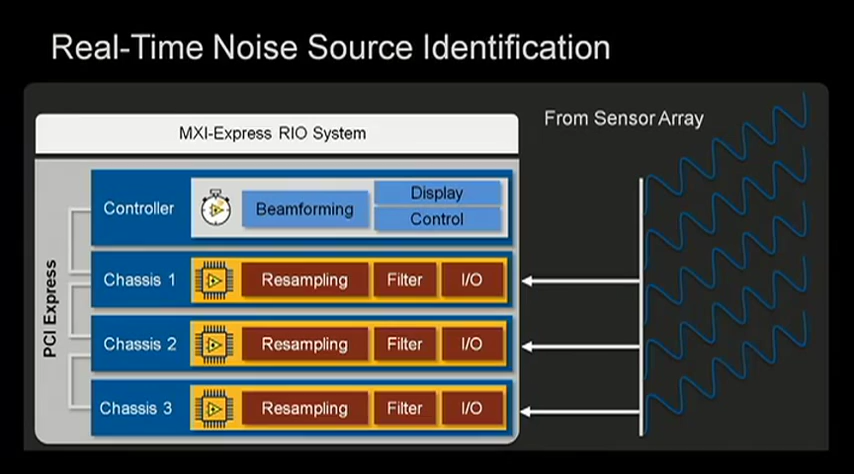 Real-Time Noise Source Identification
From Sensor Array
MXI-Express RIO System
PCI Express
Controller
Beamforming
Display
Control
Chassis 1
Resampling
Filter
I/O
Chassis 2
Resampling
Filter
I/O
Chassis 3
Resampling
Filter
I/O